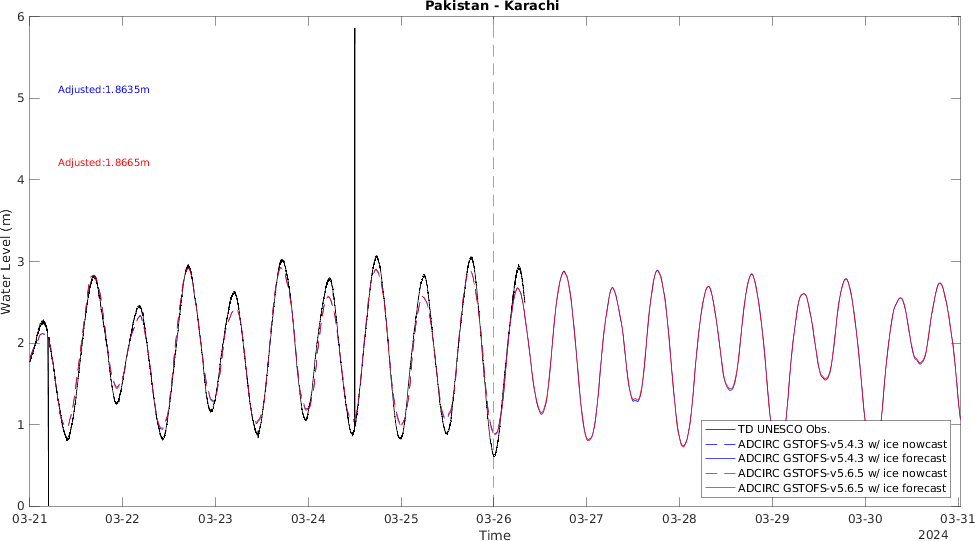 Pakistan - Karachi
6
5
4
3
2
1
0
Water Level (m)
Adjusted:1.8635m
Adjusted:1.8665m
TD UNESCO Obs.
ADCIRC GSTOFS-v5.4.3 w/ ice nowcast
ADCIRC GSTOFS-v5.4.3 w/ ice forecast
ADCIRC GSTOFS-v5.6.5 w/ ice nowcast
ADCIRC GSTOFS-v5.6.5 w/ ice forecast
03-21 03-22 03-23 03-24 03-25 03-26 03-27 03-28 03-29 03-30 03-31
Time
2024